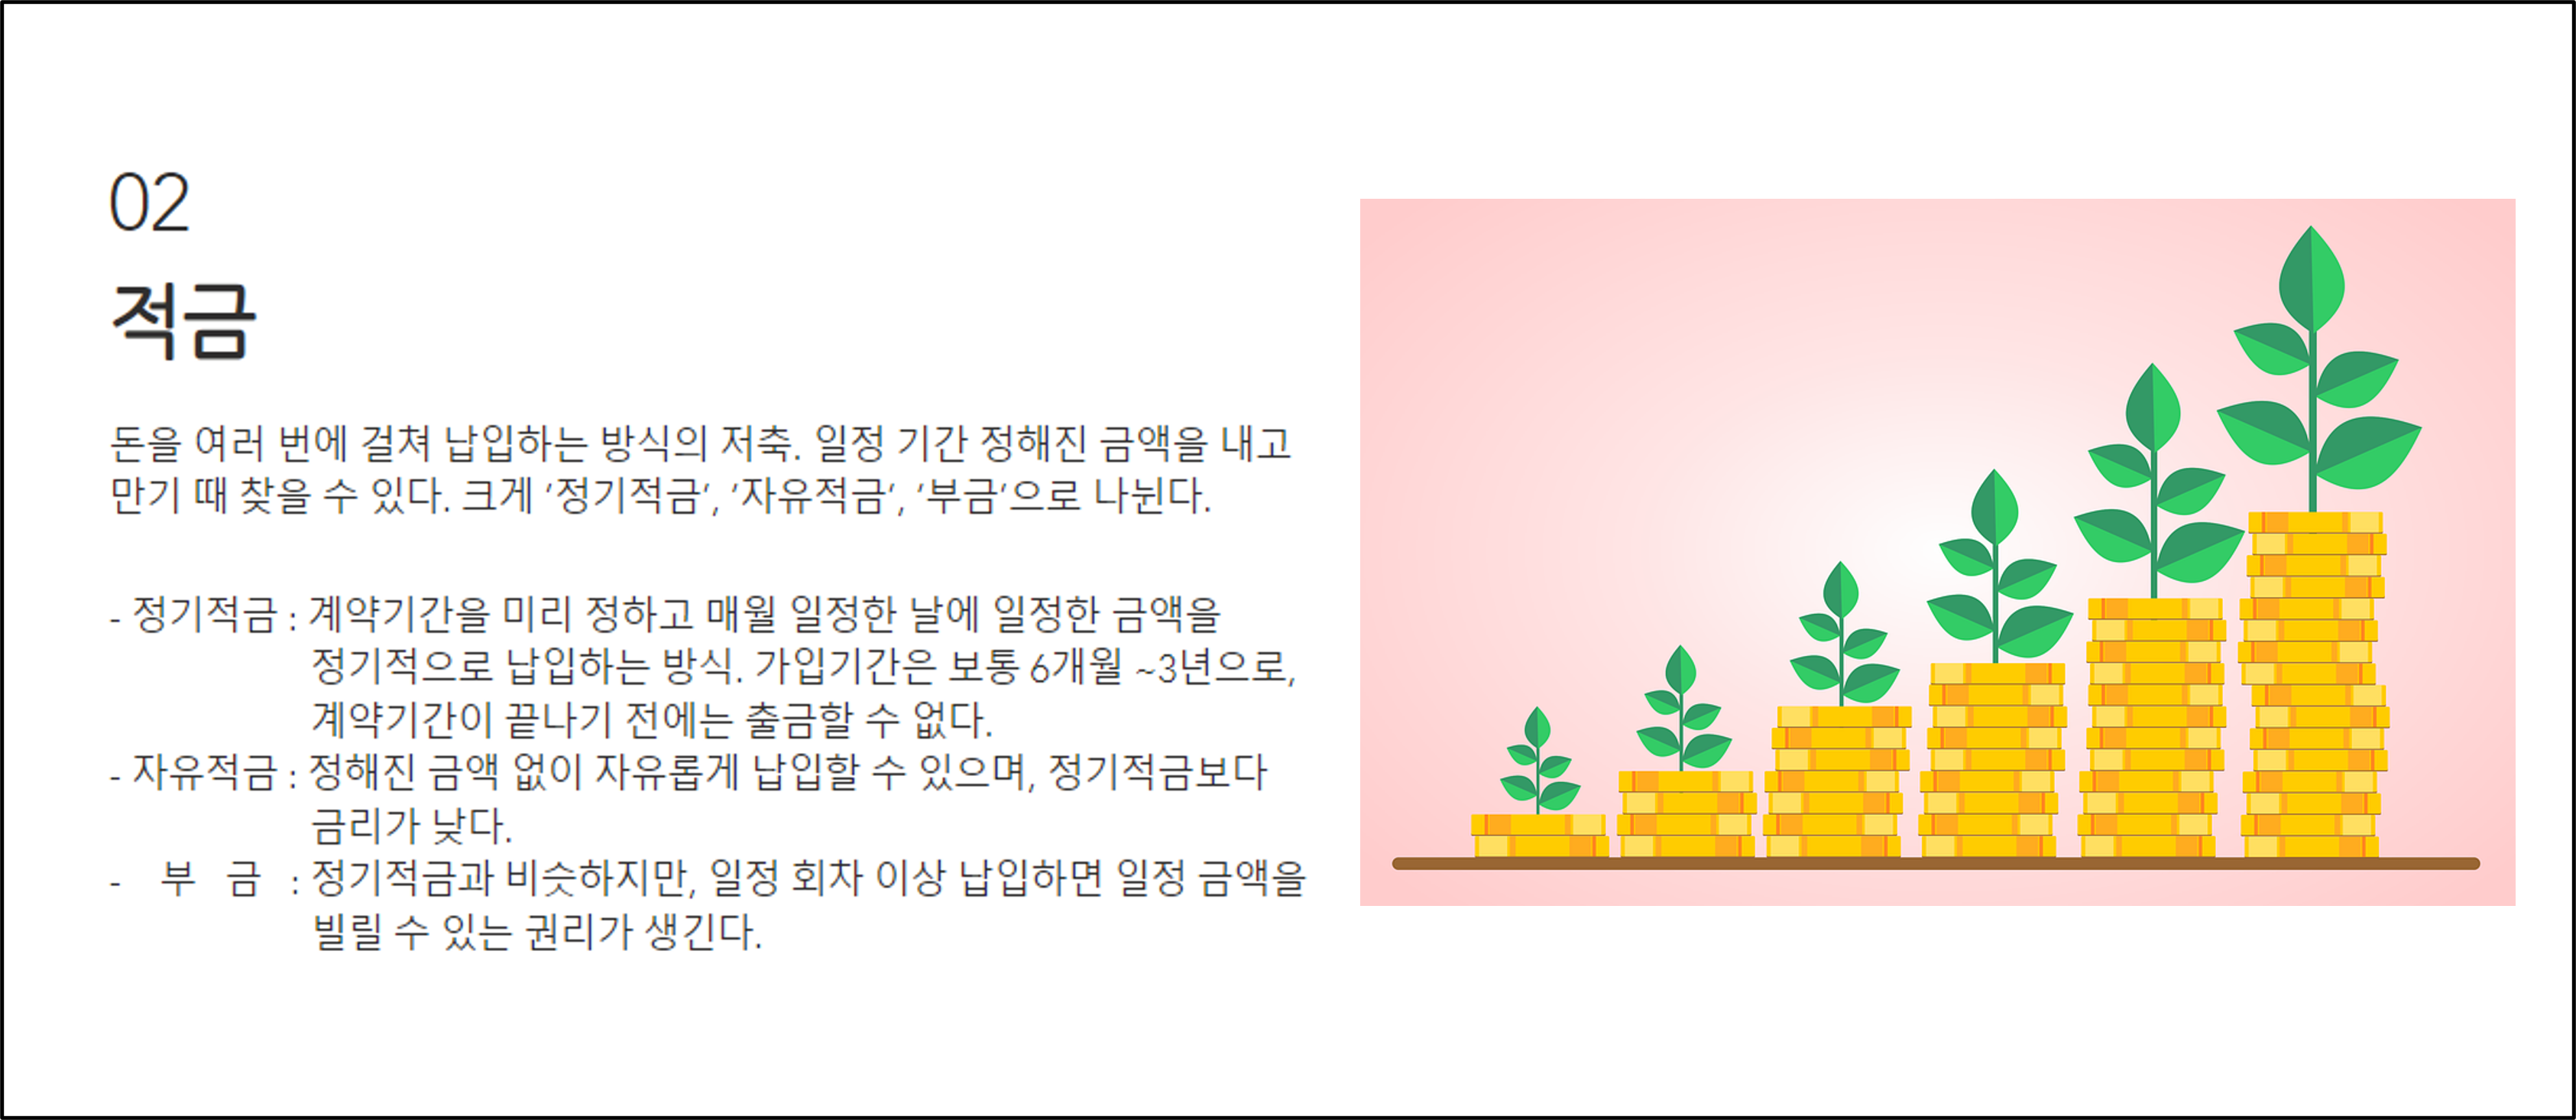 02
적금
돈을 여러 번에 걸쳐 납입하는 방식의 저축. 일정 기간 정해진 금액을 내고
만기 때 찾을 수 있다. 크게 '정기적금', '자유적금', '부금'으로 나뉜다.
- 정기적금 : 계약기간을 미리 정하고 매월 일정한 날에 일정한 금액을
정기적으로 납입하는 방식. 가입기간은 보통 6개월 ~3년으로,
계약기간이 끝나기 전에는 출금할 수 없다.
- 자유적금 : 정해진 금액 없이 자유롭게 납입할 수 있으며, 정기적금보다
금리가 낮다.
- 부 금 : 정기적금과 비슷하지만, 일정 회차 이상 납입하면 일정 금액을
빌릴 수 있는 권리가 생긴다.